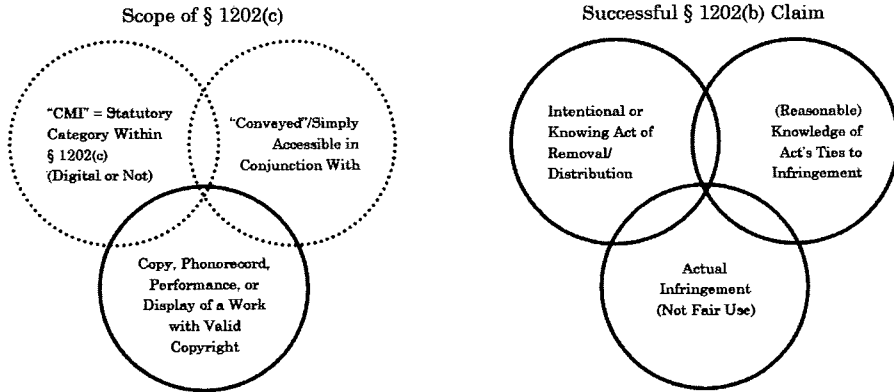 Scope of § 1202(c)
"CMI" = Statutory
Category Within
§ 1202(c)
(Digital or Not)
"Conveyed"/Simply
Accessible in
Conjunction With
Copy, Phonorecord,
Performance, or
Display of a Work
with Valid
Copyright
Successful § 1202(b) Claim
Intentional or
Knowing Act of
Removal/
Distribution
(Reasonable)
Knowledge of
Act's Ties to
Infringement
Actual
Infringement
(Not Fair Use)